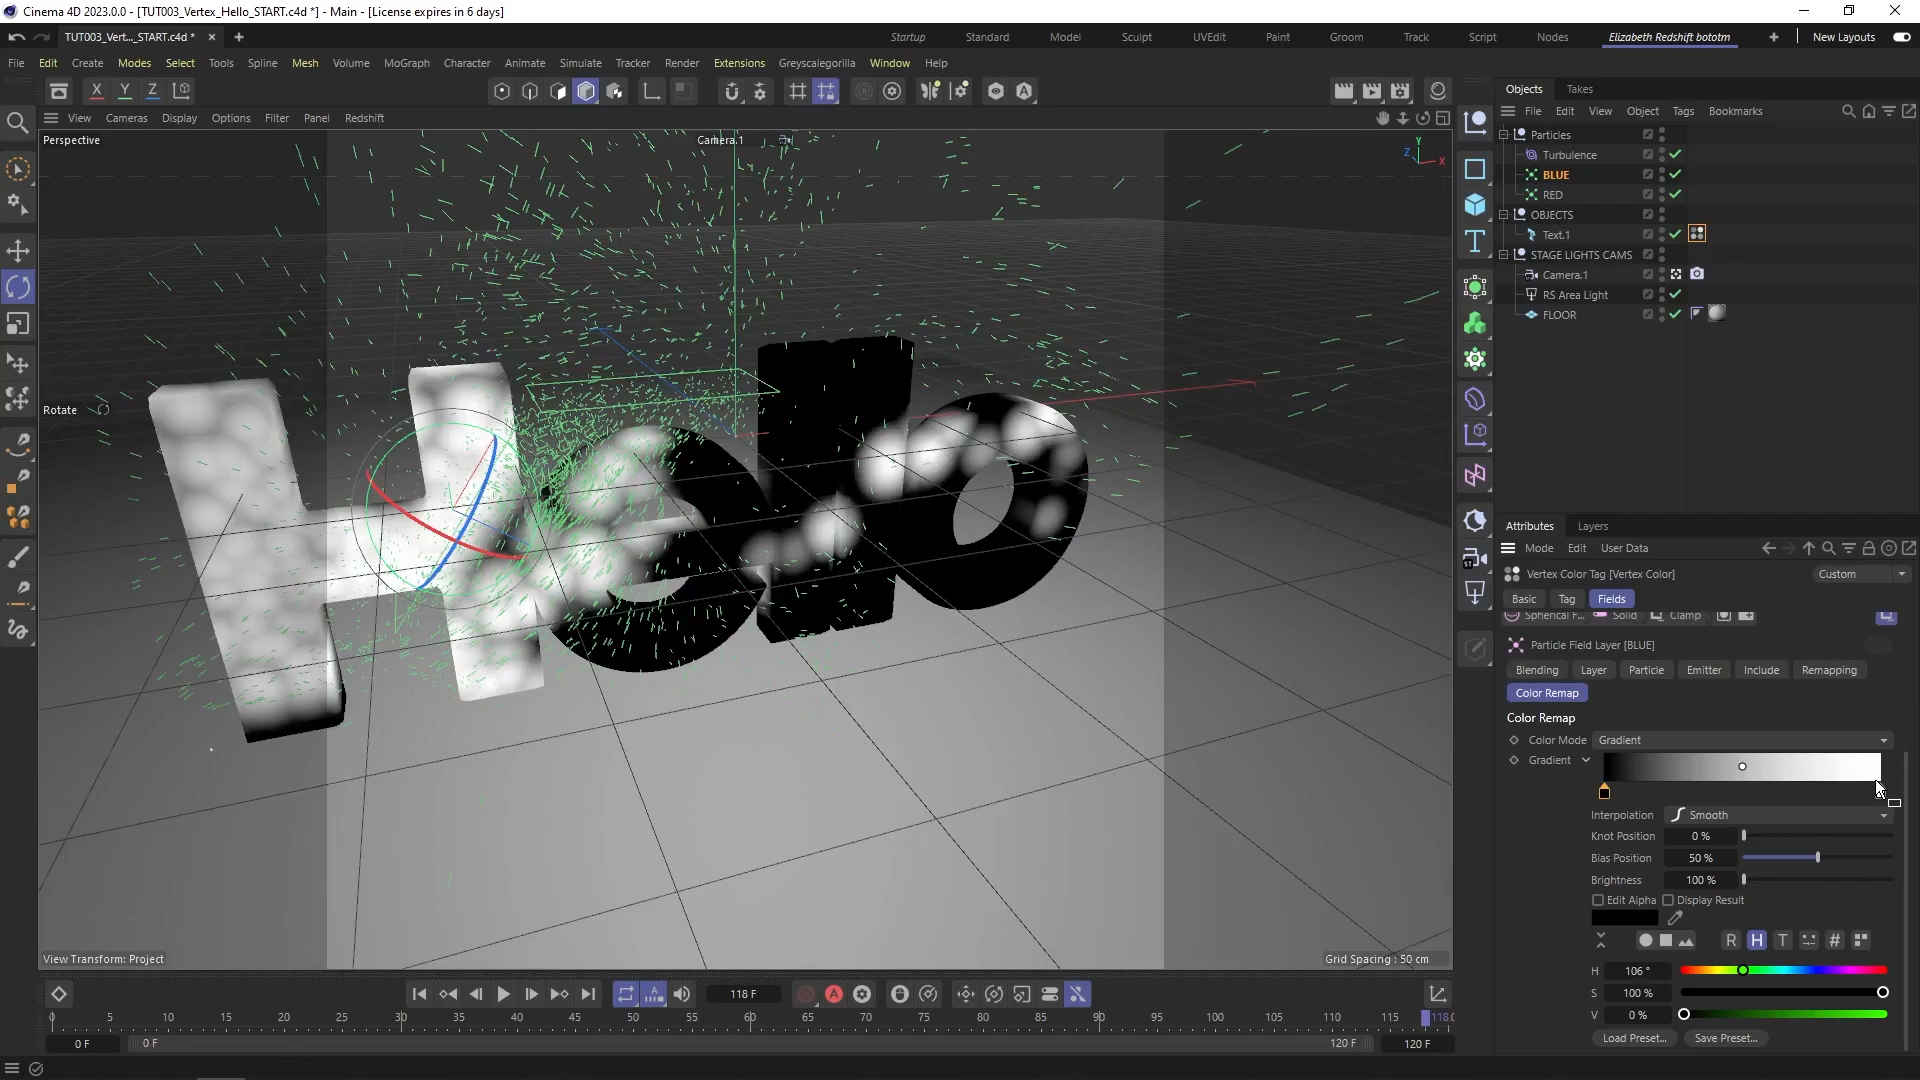 Cinema 4D 2023.0.0 - [TUT003_Vertex_Hello_START.c4d *] - Main - [License expires in 6 days]
TUT003_Vert..._START.c4d *
Startup Standard Model Sculpt UVEdit Paint Groom Track Script Nodes Elizabeth Redshift bototm New Layouts
File Edit Create Modes Select Tools Spline Mesh Volume MoGraph Character Animate Simulate Tracker Render Extensions Greyscalegorilla Window Help
X Y Z
View Cameras Display Options Filter Panel Redshift
Perspective
Camera.1
Y
Z X
Rotate
Hello
View Transform: Project
Grid Spacing : 50 cm
Objects Takes
File Edit View Object Tags Bookmarks
Particles
Turbulence
BLUE
RED
OBJECTS
Text.1
STAGE LIGHTS CAMS
Camera.1
RS Area Light
FLOOR
Attributes Layers
Mode Edit User Data
Vertex Color Tag [Vertex Color]
Custom
Basic Tag Fields
Spherical F... Solid Clamp
Particle Field Layer [BLUE]
Blending Layer Particle Emitter Include Remapping
Color Remap
Color Remap
Color Mode Gradient
Gradient
Interpolation Smooth
Knot Position 0 %
Bias Position 50 %
Brightness 100 %
Edit Alpha Display Result
R H T #
H 106 °
S 100 %
V 0 %
Load Preset... Save Preset...
118 F
0 5 10 15 20 25 30 35 40 45 50 55 60 65 70 75 80 85 90 95 100 105 110 115 118
0 F 0 F 120 F 120 F